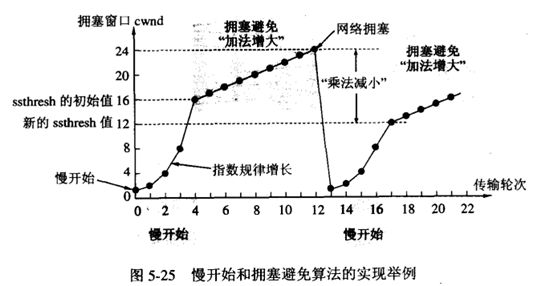 拥塞窗口 cwnd
拥塞避免
“加法增大”
网络拥塞
拥塞避免
“加法增大”
24
20
ssthresh 的初始值 16
“乘法减小”
新的 ssthresh 值 12
8
4
指数规律增长
慢开始
0
传输轮次
0 2 4 6 8 10 12 14 16 18 20 22
慢开始 慢开始
图 5-25 慢开始和拥塞避免算法的实现举例